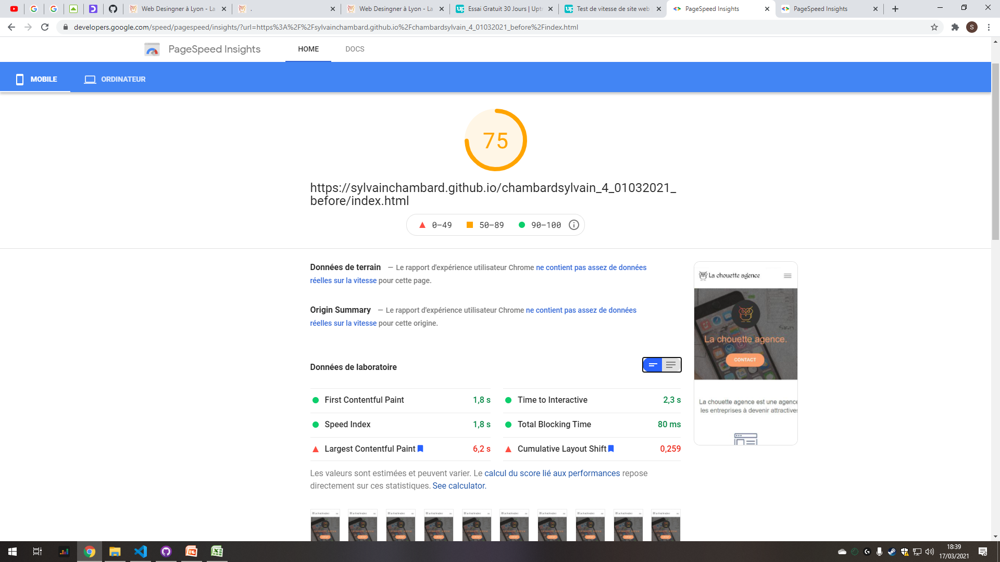 Web Desingner à Lyon - La
.
Web Desingner à Lyon - La
Essai Gratuit 30 Jours | Uptr
Test de vitesse de site web
PageSpeed Insights
PageSpeed Insights
developers.google.com/speed/pagespeed/insights/?url=https%3A%2F%2Fsylvainchambard.github.io%2Fchambardsylvain_4_01032021_before%2Findex.html
S
PageSpeed Insights
HOME
DOCS
MOBILE
ORDINATEUR
75
https://sylvainchambard.github.io/chambardsylvain_4_01032021_
before/index.html
0–49
50–89
90–100
Données de terrain — Le rapport d'expérience utilisateur Chrome ne contient pas assez de données
réelles sur la vitesse pour cette page.
Origin Summary — Le rapport d'expérience utilisateur Chrome ne contient pas assez de données
réelles sur la vitesse pour cette origine.
La chouette agence
La chouette agence.
CONTACT
La chouette agence est une agence
les entreprises à devenir attractives
Données de laboratoire
First Contentful Paint 1,8 s
Time to Interactive 2,3 s
Speed Index 1,8 s
Total Blocking Time 80 ms
Largest Contentful Paint 6,2 s
Cumulative Layout Shift 0,259
Les valeurs sont estimées et peuvent varier. Le calcul du score lié aux performances repose
directement sur ces statistiques. See calculator.
18:39
17/03/2021